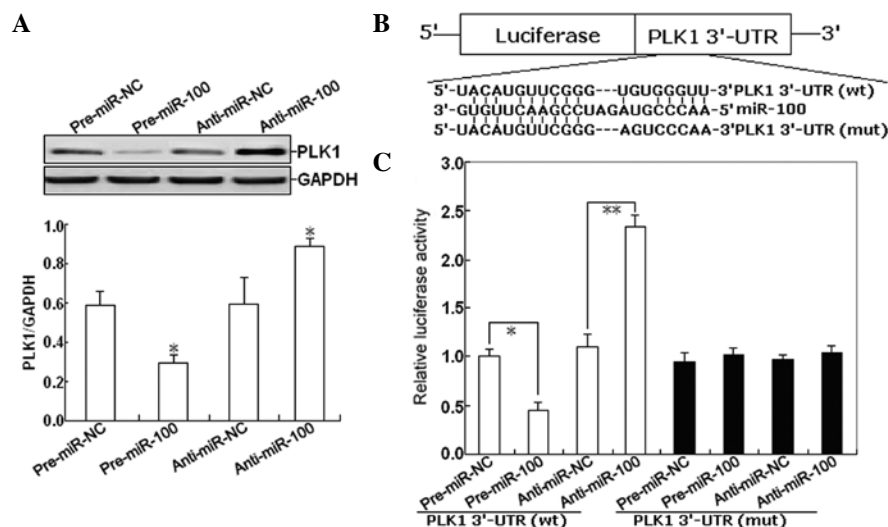 A
Pre-miR-NC
Pre-miR-100
Anti-miR-NC
Anti-miR-100
PLK1
GAPDH
PLK1/GAPDH
1.0
0.8
0.6
0.4
0.2
0.0
*
*
Pre-miR-NC
Pre-miR-100
Anti-miR-NC
Anti-miR-100
B
5'- Luciferase PLK1 3'-UTR -3'
5'-UACAUGUUCGGG---UGUGGGUU-3'PLK1 3'-UTR (wt)
3'-GUGUUCAAGCCUAGAUGCCCAA-5'miR-100
5'-UACAUGUUCGGG---AGUCCCAA-3'PLK1 3'-UTR (mut)
C
Relative luciferase activity
3.0
2.5
2.0
1.5
1.0
0.5
0.0
*
**
Pre-miR-NC
Pre-miR-100
Anti-miR-NC
Anti-miR-100
Pre-miR-NC
Pre-miR-100
Anti-miR-NC
Anti-miR-100
PLK1 3'-UTR (wt)
PLK1 3'-UTR (mut)